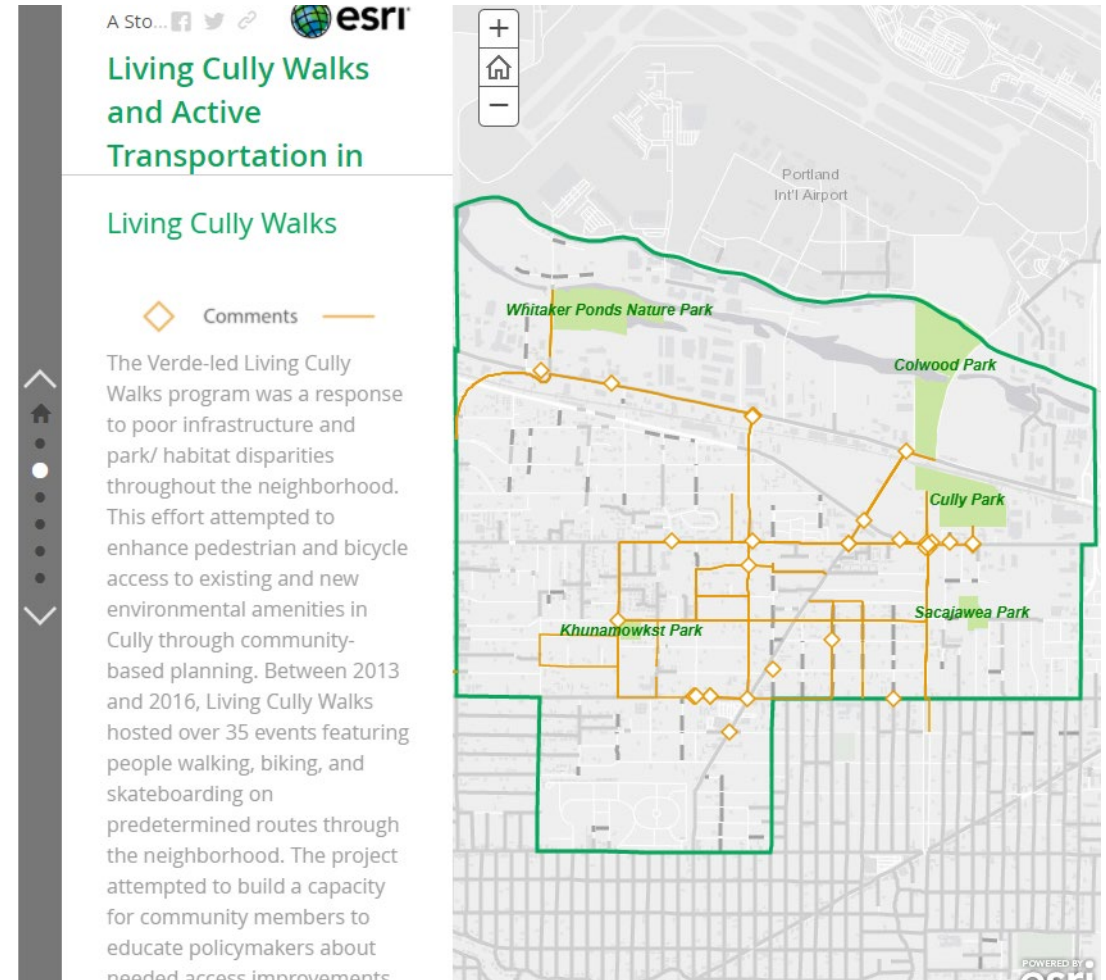 A Sto...
esri
Living Cully Walks
and Active
Transportation in
Living Cully Walks
Comments
The Verde-led Living Cully
Walks program was a response
to poor infrastructure and
park/ habitat disparities
throughout the neighborhood.
This effort attempted to
enhance pedestrian and bicycle
access to existing and new
environmental amenities in
Cully through community-
based planning. Between 2013
and 2016, Living Cully Walks
hosted over 35 events featuring
people walking, biking, and
skateboarding on
predetermined routes through
the neighborhood. The project
attempted to build a capacity
for community members to
educate policymakers about
needed access improvements
Portland
Int'l Airport
Whitaker Ponds Nature Park
Colwood Park
Cully Park
Sacajawea Park
Khunamowkst Park
POWERED BY
esri